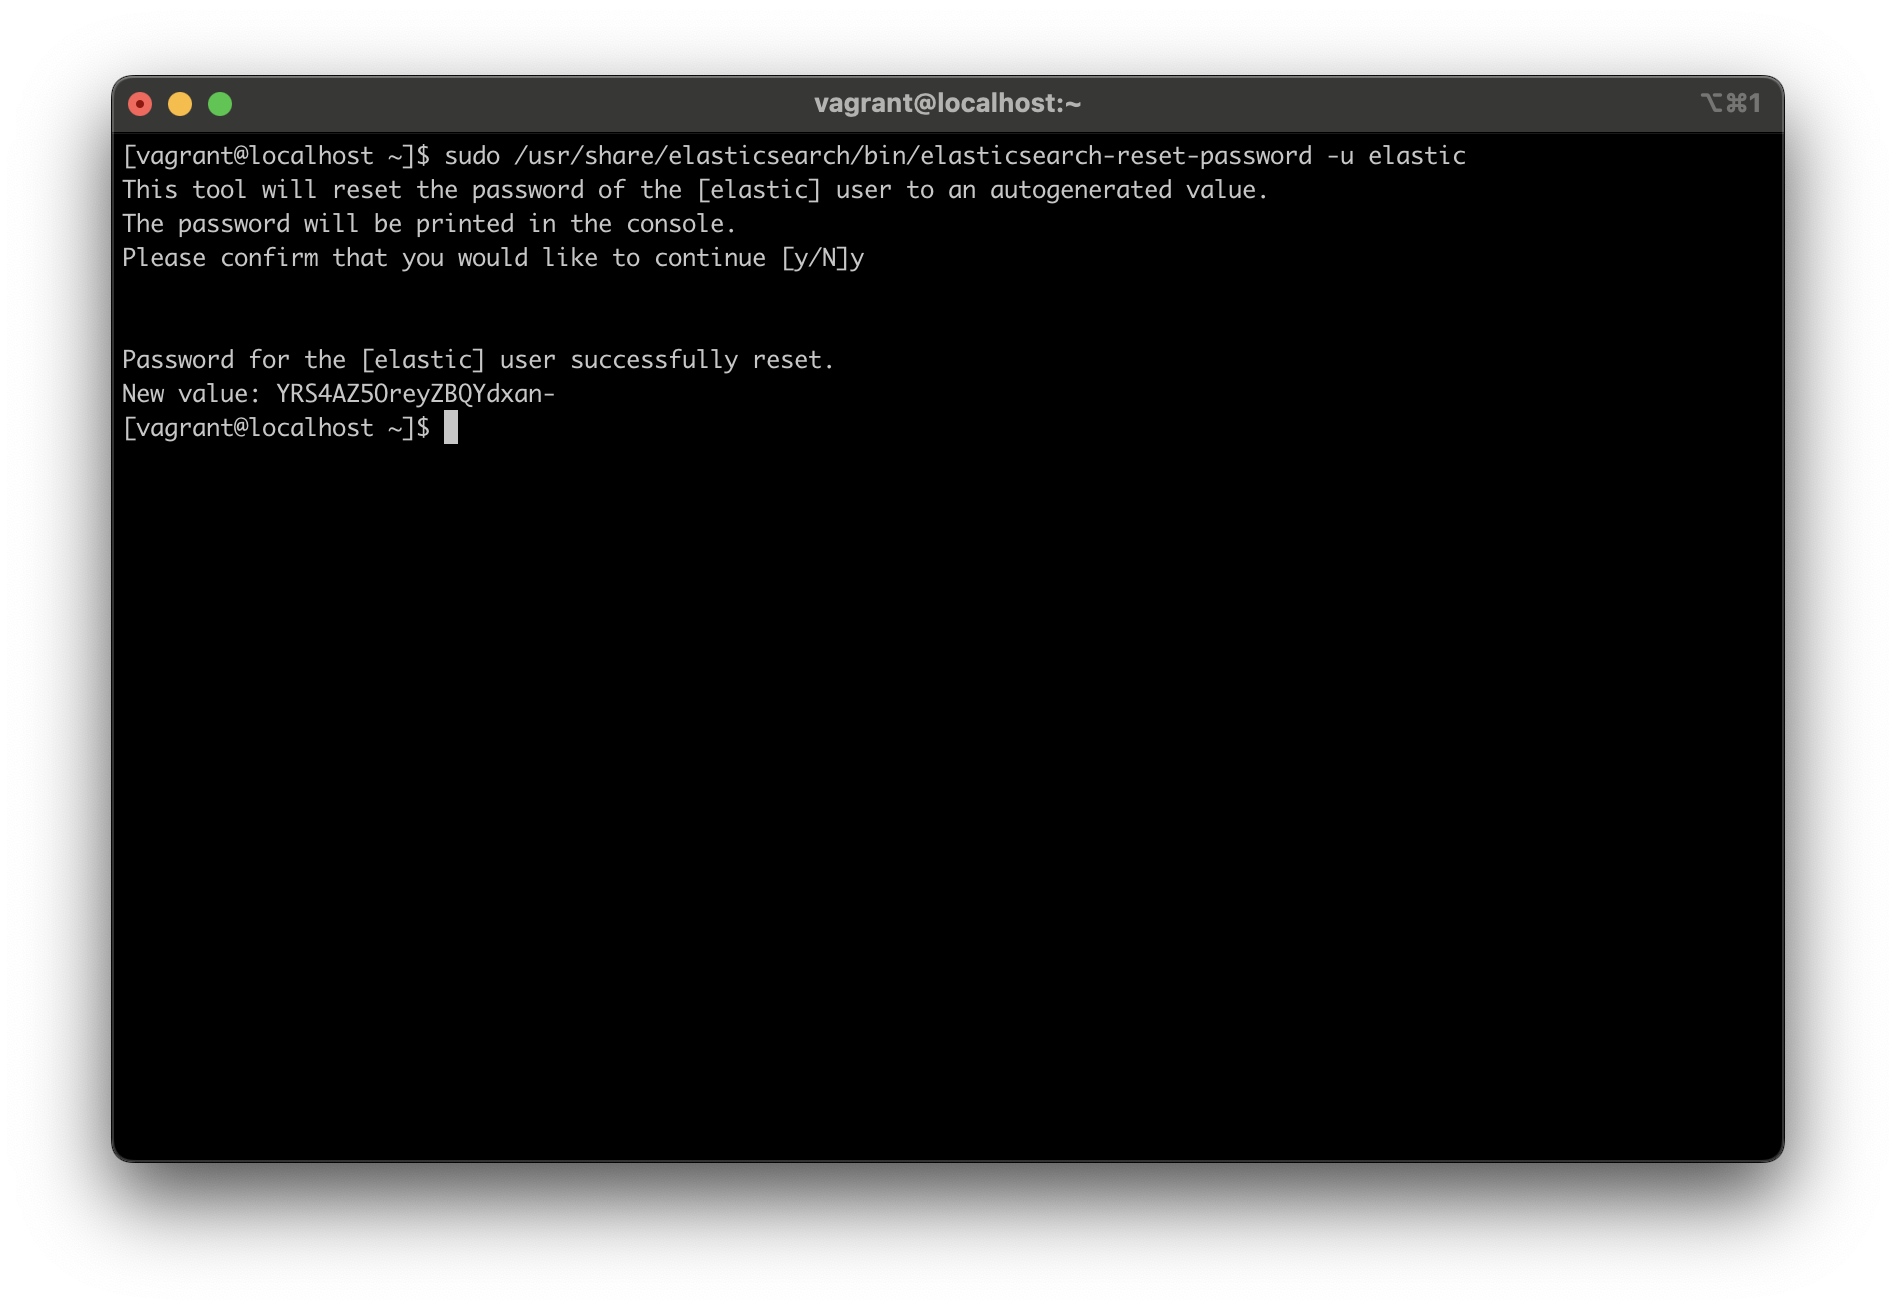 vagrant@localhost:~
⌥⌘1
[vagrant@localhost ~]$ sudo /usr/share/elasticsearch/bin/elasticsearch-reset-password -u elastic
This tool will reset the password of the [elastic] user to an autogenerated value.
The password will be printed in the console.
Please confirm that you would like to continue [y/N]y
Password for the [elastic] user successfully reset.
New value: YRS4AZ5OreyZBQYdxan-
[vagrant@localhost ~]$